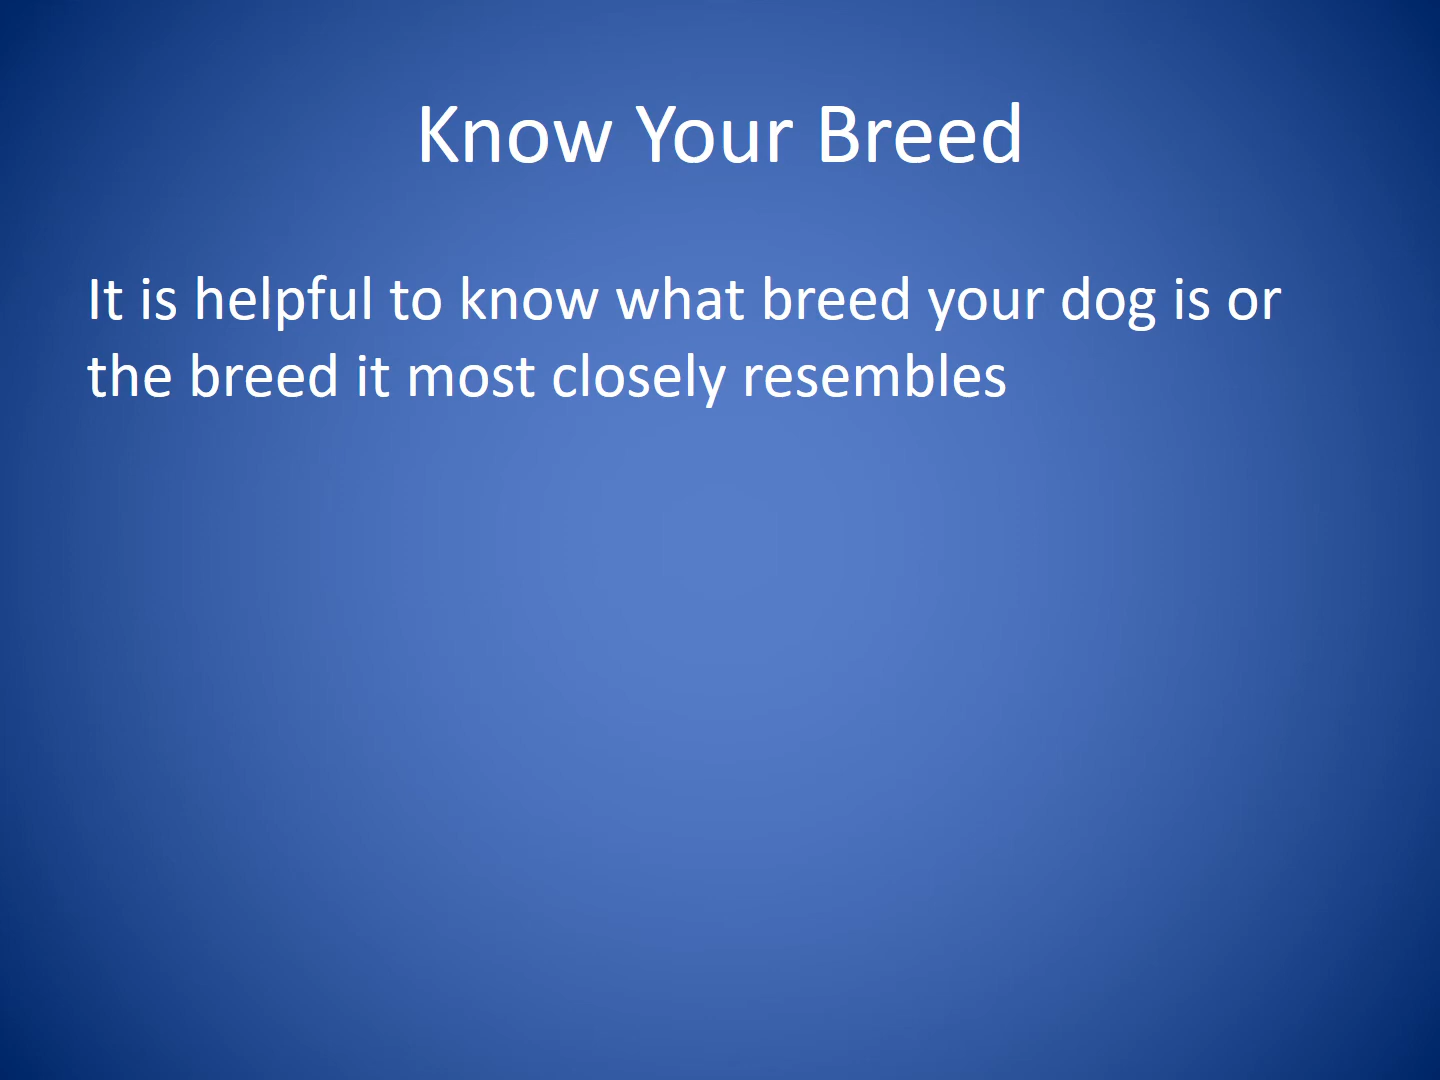 Know Your Breed
It is helpful to know what breed your dog is or
the breed it most closely resembles